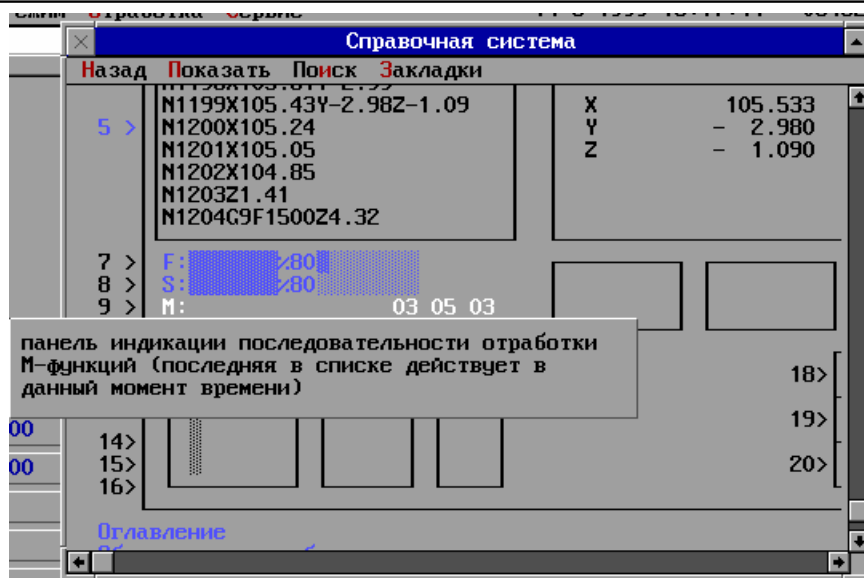 Справочная система
Назад Показать Поиск Закладки
N1199X105.43Y-2.98Z-1.09
5 > N1200X105.24
N1201X105.05
N1202X104.85
N1203Z1.41
N1204G9F1500Z4.32
X 105.533
Y - 2.980
Z - 1.090
7 > F: %80
8 > S: %80
9 > M: 03 05 03
панель индикации последовательности отработки
М-функций (последняя в списке действует в
данный момент времени)
18>
19>
20>
00
14>
00
15>
16>
Оглавление